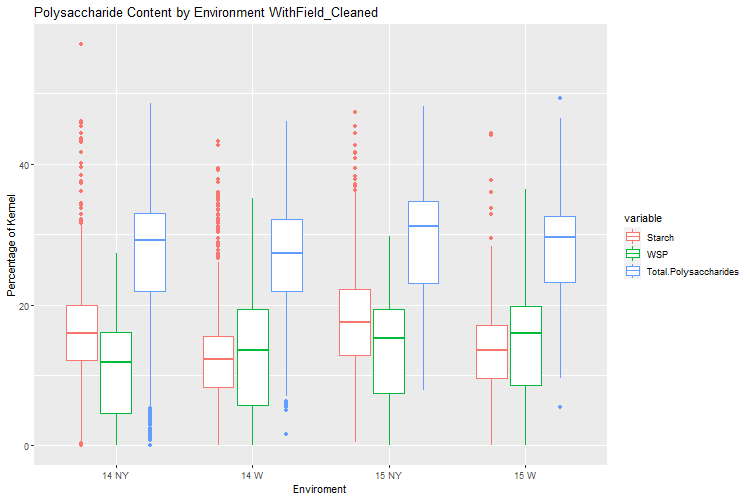 Polysaccharide Content by Environment WithField_Cleaned
Percentage of Kernel
40
20
0
14 NY
14 W
15 NY
15 W
Enviroment
variable
Starch
WSP
Total.Polysaccharides